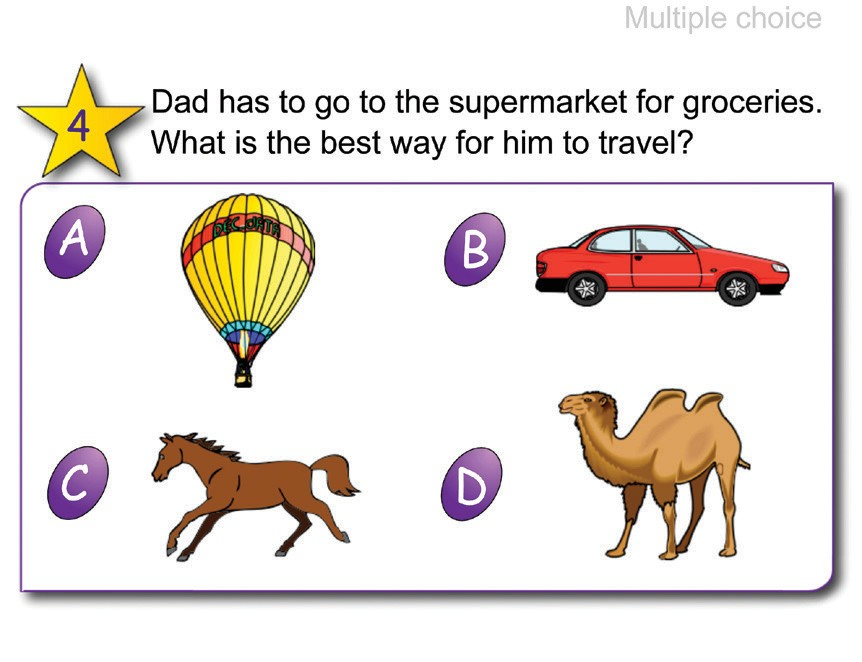 Multiple choice
4
Dad has to go to the supermarket for groceries.
What is the best way for him to travel?
A
B
C
D